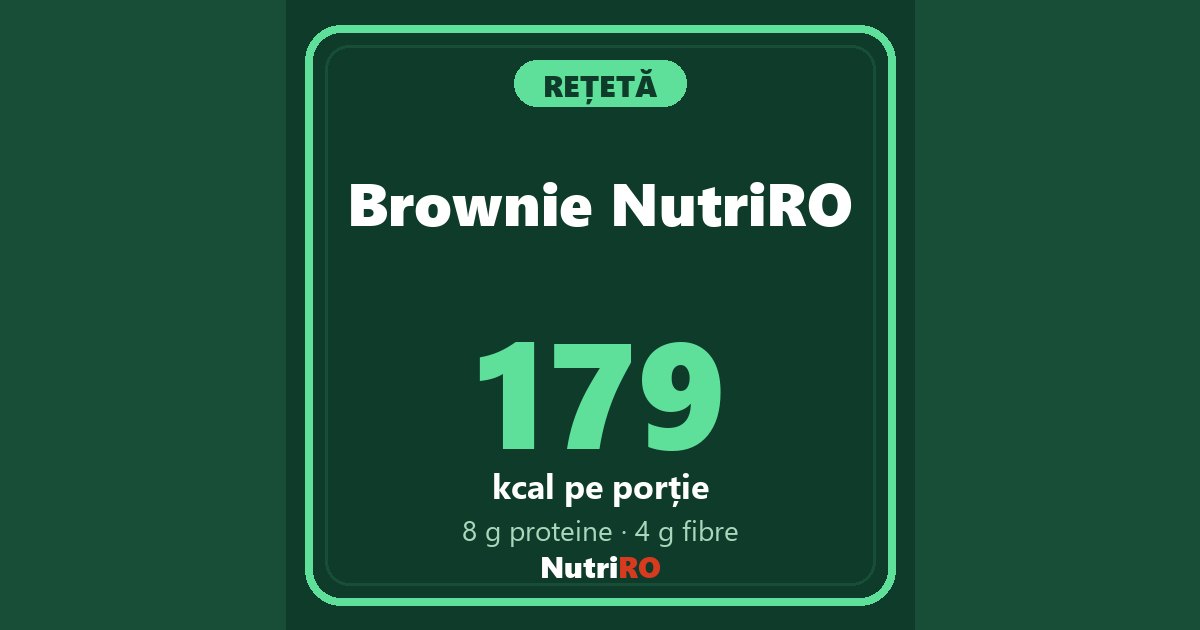 REȚETĂ
Brownie NutriRO
179
kcal pe porție
8 g proteine · 4 g fibre
NutriRO